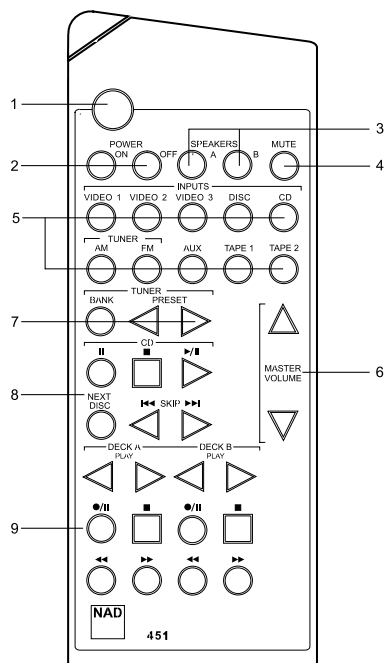 1
POWER
SPEAKERS
MUTE
3
2
ON
OFF
A
B
4
INPUTS
VIDEO 1
VIDEO 2
VIDEO 3
DISC
CD
5
TUNER
AM
FM
AUX
TAPE 1
TAPE 2
TUNER
BANK
PRESET
7
CD
⏸
■
▶/⏸
MASTER
VOLUME
6
8
NEXT
DISC
⏮ SKIP ⏭
DECK A
DECK B
PLAY
PLAY
9
●/⏸
■
●/⏸
■
◀◀
▶▶
◀◀
▶▶
NAD
451